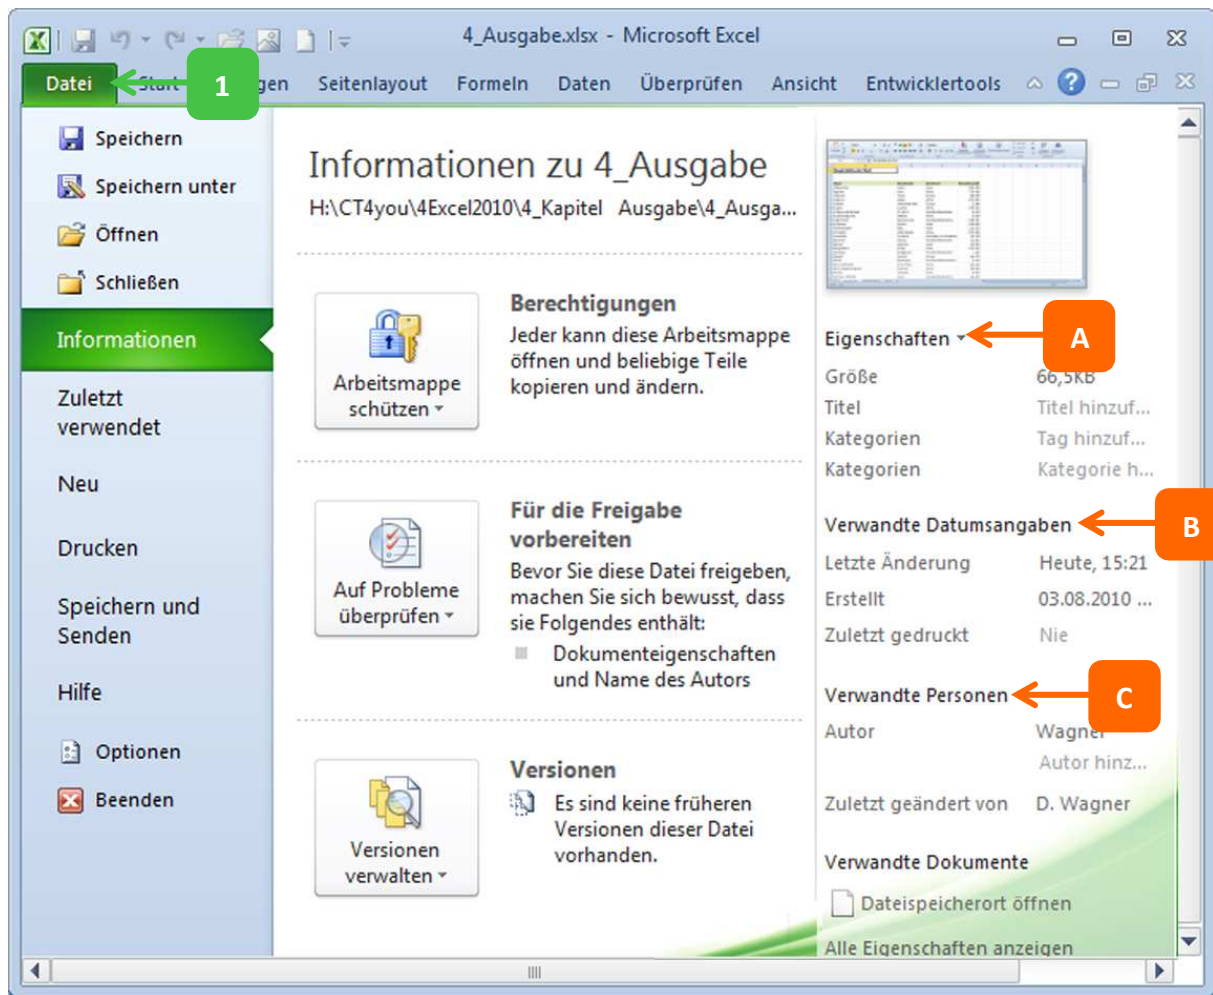 4_Ausgabe.xlsx - Microsoft Excel
Datei Start 1 gen Seitenlayout Formeln Daten Überprüfen Ansicht Entwicklertools
Speichern
Speichern unter
Öffnen
Schließen
Informationen
Zuletzt
verwendet
Neu
Drucken
Speichern und
Senden
Hilfe
Optionen
Beenden
Informationen zu 4_Ausgabe
H:\CT4you\4Excel2010\4_Kapitel Ausgabe\4_Ausga...
Arbeitsmappe
schützen
Berechtigungen
Jeder kann diese Arbeitsmappe
öffnen und beliebige Teile
kopieren und ändern.
Auf Probleme
überprüfen
Für die Freigabe
vorbereiten
Bevor Sie diese Datei freigeben,
machen Sie sich bewusst, dass
sie Folgendes enthält:
Dokumenteigenschaften
und Name des Autors
Versionen
verwalten
Versionen
Es sind keine früheren
Versionen dieser Datei
vorhanden.
Eigenschaften A
Größe 66,5KB
Titel Titel hinzuf...
Kategorien Tag hinzuf...
Kategorien Kategorie h...
Verwandte Datumsangaben B
Letzte Änderung Heute, 15:21
Erstellt 03.08.2010 ...
Zuletzt gedruckt Nie
Verwandte Personen C
Autor Wagner
Autor hinz...
Zuletzt geändert von D. Wagner
Verwandte Dokumente
Dateispeicherort öffnen
Alle Eigenschaften anzeigen